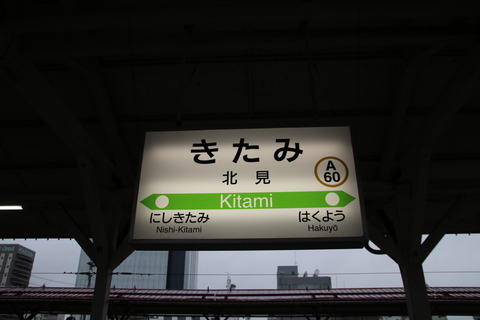 きたみ
北見
A
60
Kitami
にしきたみ
Nishi-Kitami
はくよう
Hakuyō